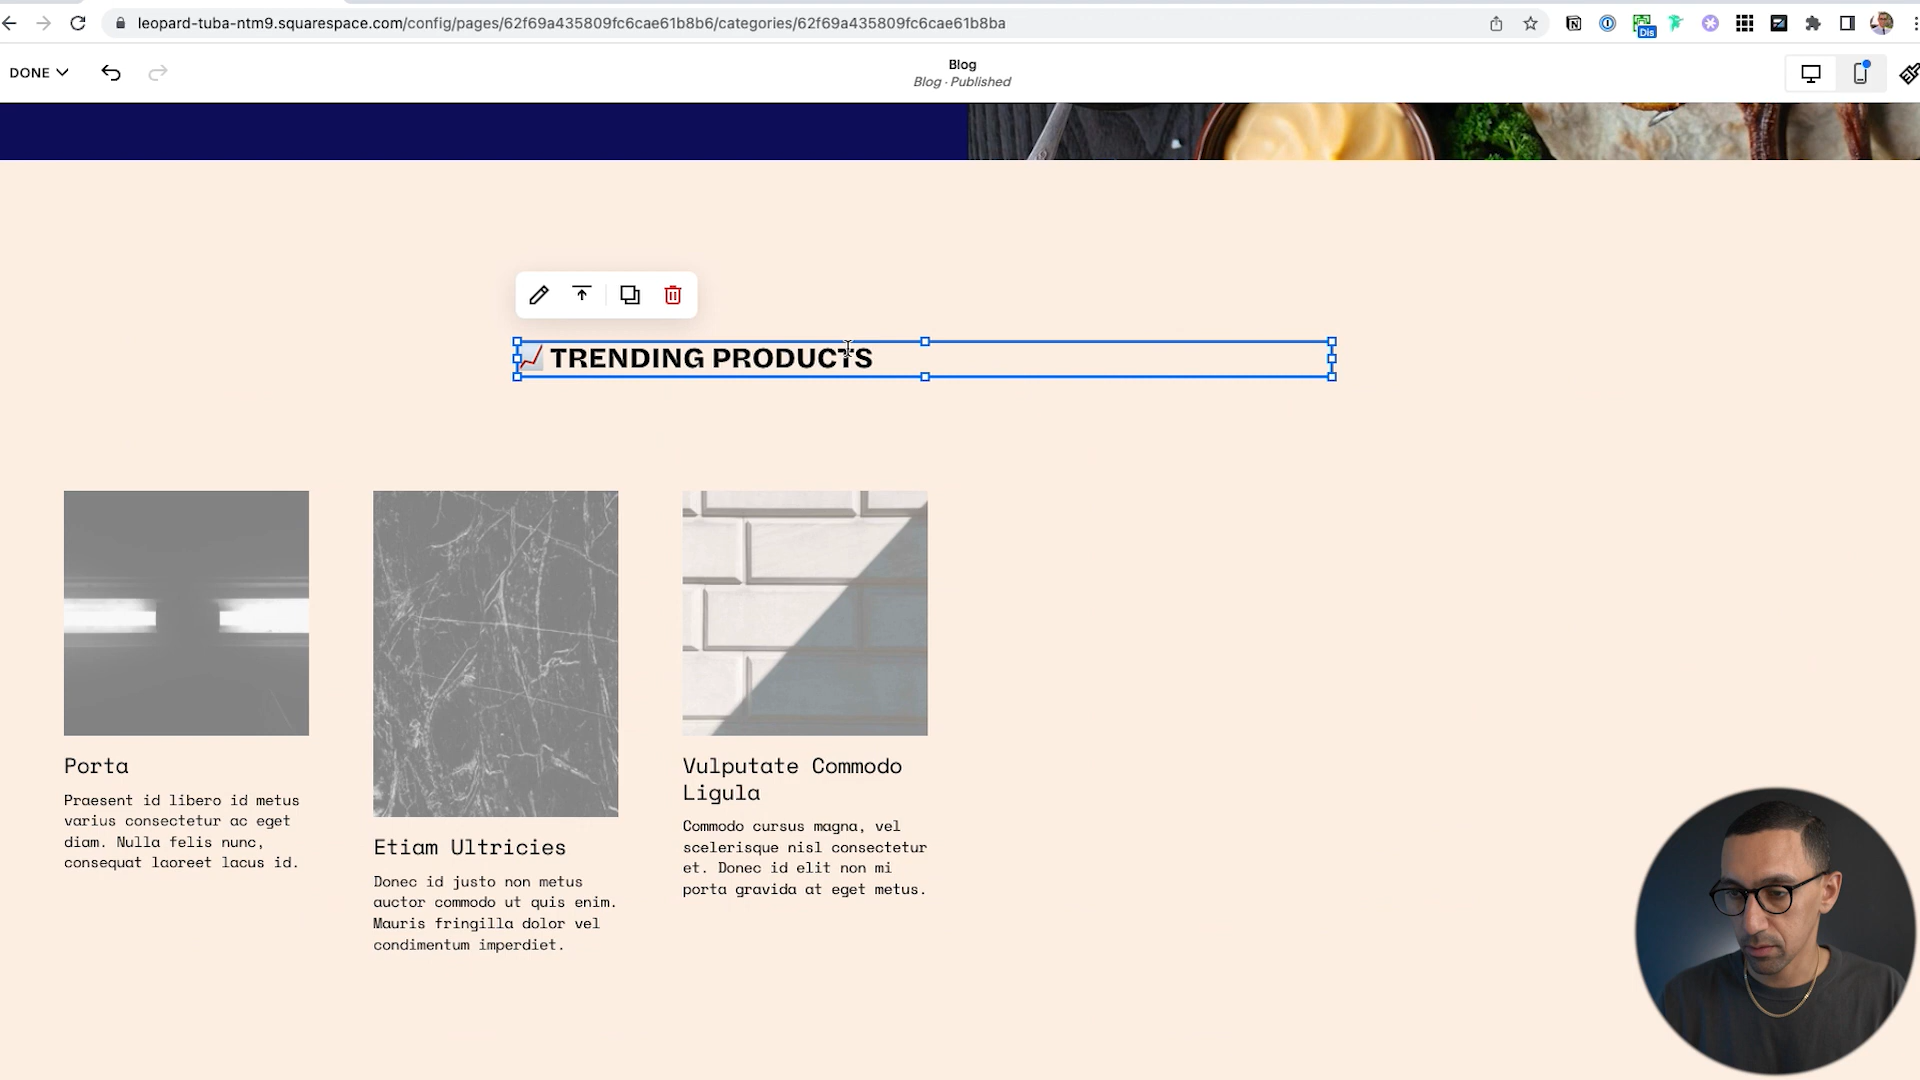 leopard-tuba-ntm9.squarespace.com/config/pages/62f69a435809fc6cae61b8b6/categories/62f69a435809fc6cae61b8ba
Dis
DONE
Blog
Blog · Published
📈 TRENDING PRODUCTS
Porta
Praesent id libero id metus
varius consectetur ac eget
diam. Nulla felis nunc,
consequat laoreet lacus id.
Etiam Ultricies
Donec id justo non metus
auctor commodo ut quis enim.
Mauris fringilla dolor vel
condimentum imperdiet.
Vulputate Commodo
Ligula
Commodo cursus magna, vel
scelerisque nisl consectetur
et. Donec id elit non mi
porta gravida at eget metus.